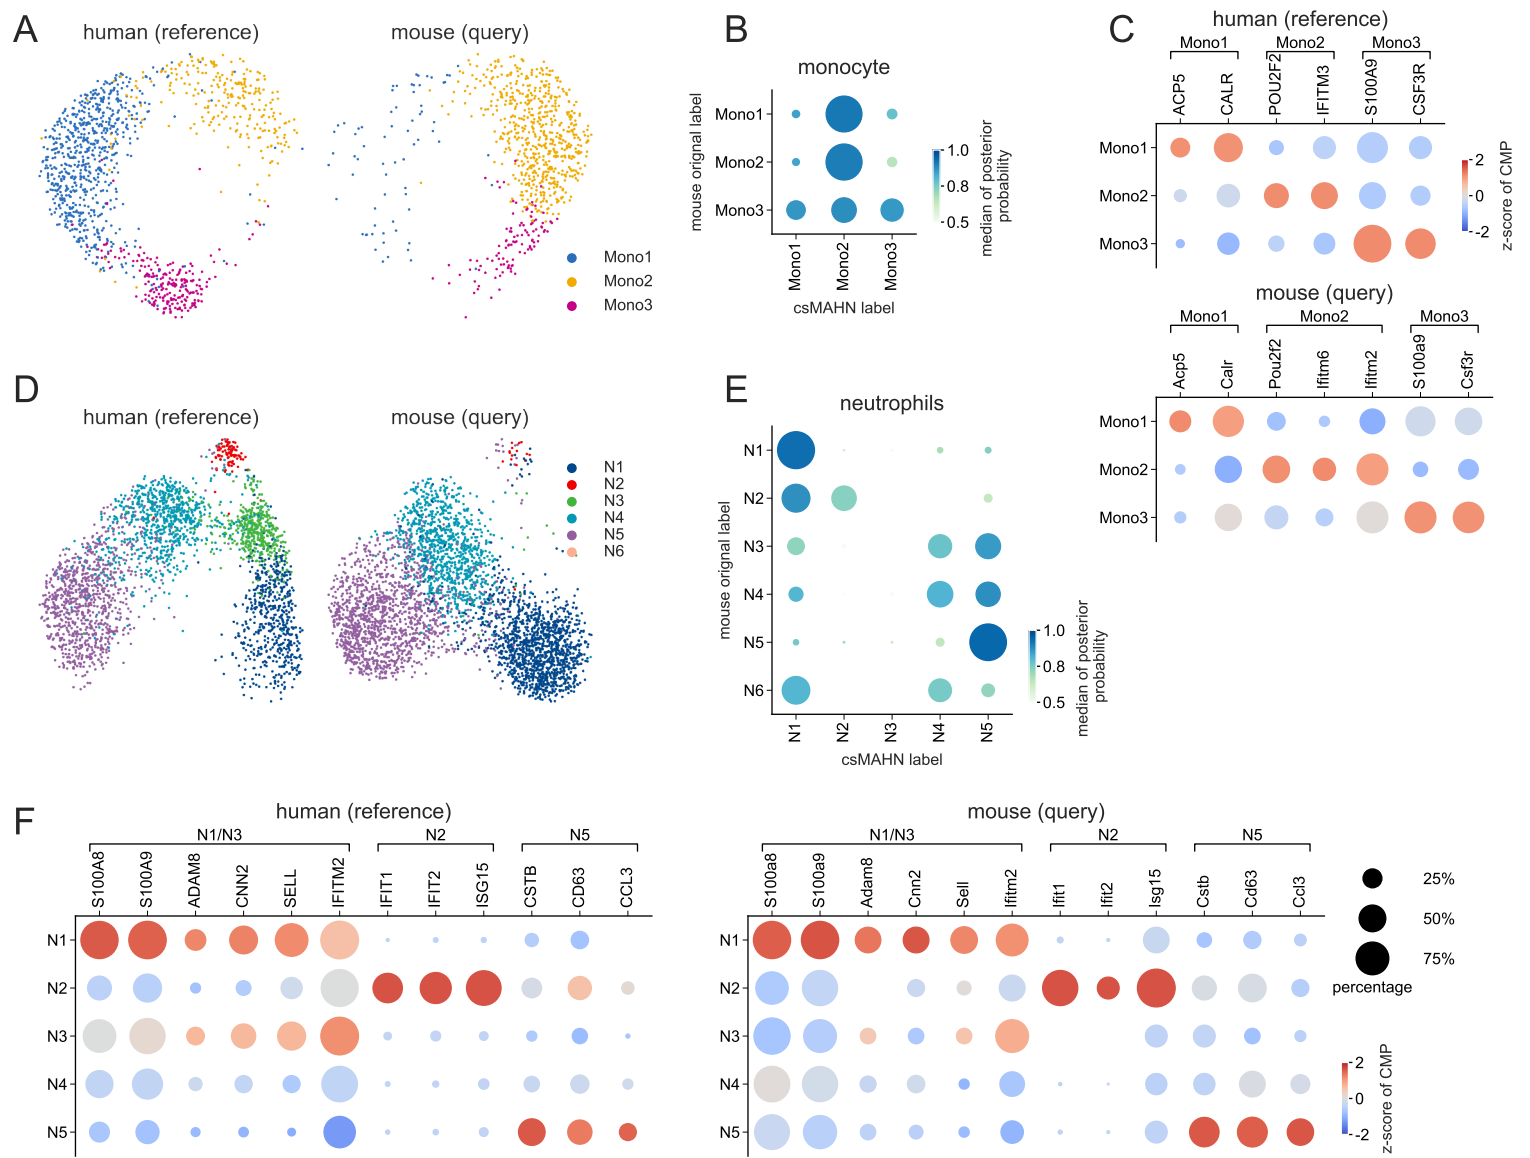 A
human (reference)
mouse (query)
Mono1
Mono2
Mono3
B
monocyte
mouse orignal label
Mono1
Mono2
Mono3
Mono1
Mono2
Mono3
csMAHN label
1.0
0.8
0.5
median of posterior
probability
C
human (reference)
Mono1
Mono2
Mono3
ACP5
CALR
POU2F2
IFITM3
S100A9
CSF3R
Mono1
Mono2
Mono3
2
0
-2
z-score of CMP
mouse (query)
Mono1
Mono2
Mono3
Acp5
Calr
Pou2f2
Ifitm6
Ifitm2
S100a9
Csf3r
Mono1
Mono2
Mono3
D
human (reference)
mouse (query)
N1
N2
N3
N4
N5
N6
E
neutrophils
mouse orignal label
N1
N2
N3
N4
N5
N6
N1
N2
N3
N4
N5
csMAHN label
1.0
0.8
0.5
median of posterior
probability
F
human (reference)
N1/N3
N2
N5
S100A8
S100A9
ADAM8
CNN2
SELL
IFITM2
IFIT1
IFIT2
ISG15
CSTB
CD63
CCL3
N1
N2
N3
N4
N5
mouse (query)
N1/N3
N2
N5
S100a8
S100a9
Adam8
Cnn2
Sell
Ifitm2
Ifit1
Ifit2
Isg15
Cstb
Cd63
Ccl3
N1
N2
N3
N4
N5
25%
50%
75%
percentage
2
0
-2
z-score of CMP